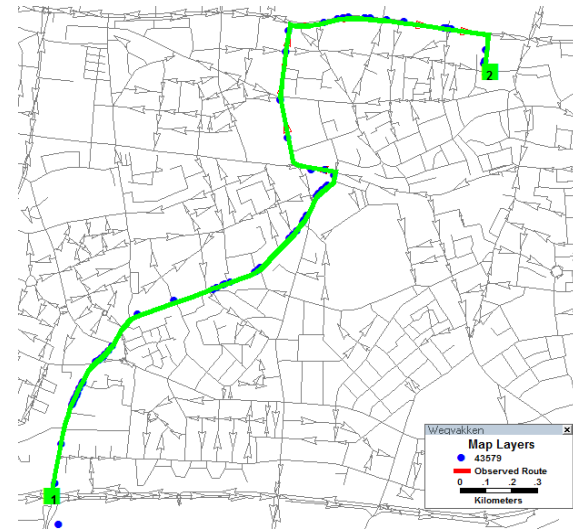 2
1
Wegvakken
Map Layers
43579
Observed Route
0 .1 .2 .3
Kilometers